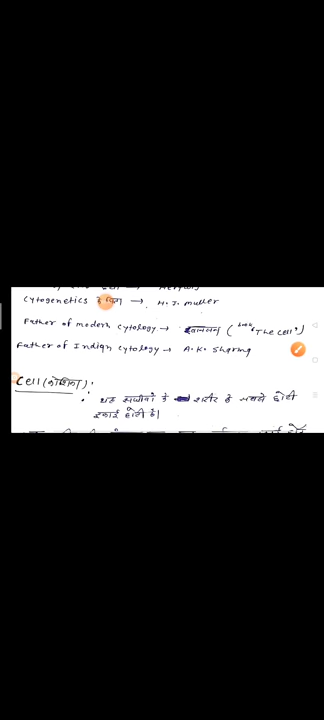 Cytogenetics के पिता → H. J. Muller
Father of modern cytology → स्वानसन (book "The Cell")
Father of Indian cytology → A. K. Sharma
Cell (कोशिका) :
यह सजीवों के शरीर के सबसे छोटी
इकाई होती है।